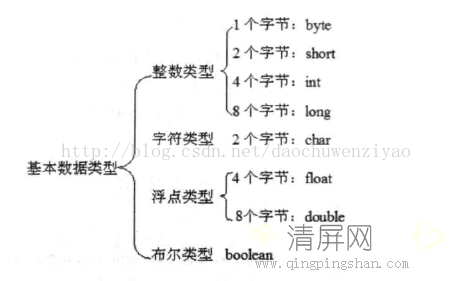 1 个字节：byte
2 个字节：short
整数类型
4 个字节：int
8 个字节：long
字符类型 2 个字节：char
http://blog.csdn.net/daochuwenziyao
基本数据类型
4 个字节：float
浮点类型
8个字节：double
清屏网
布尔类型 boolean
www.qingpingshan.com